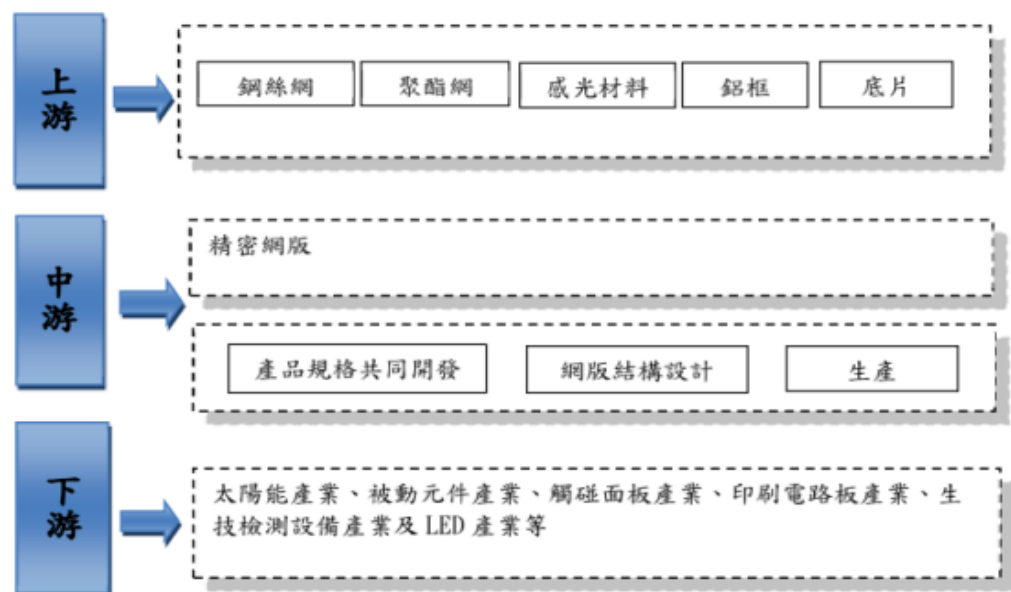 上游
鋼絲網
聚酯網
感光材料
鋁框
底片
中游
精密網版
產品規格共同開發
網版結構設計
生產
下游
太陽能產業、被動元件產業、觸碰面板產業、印刷電路板產業、生
技檢測設備產業及 LED 產業等